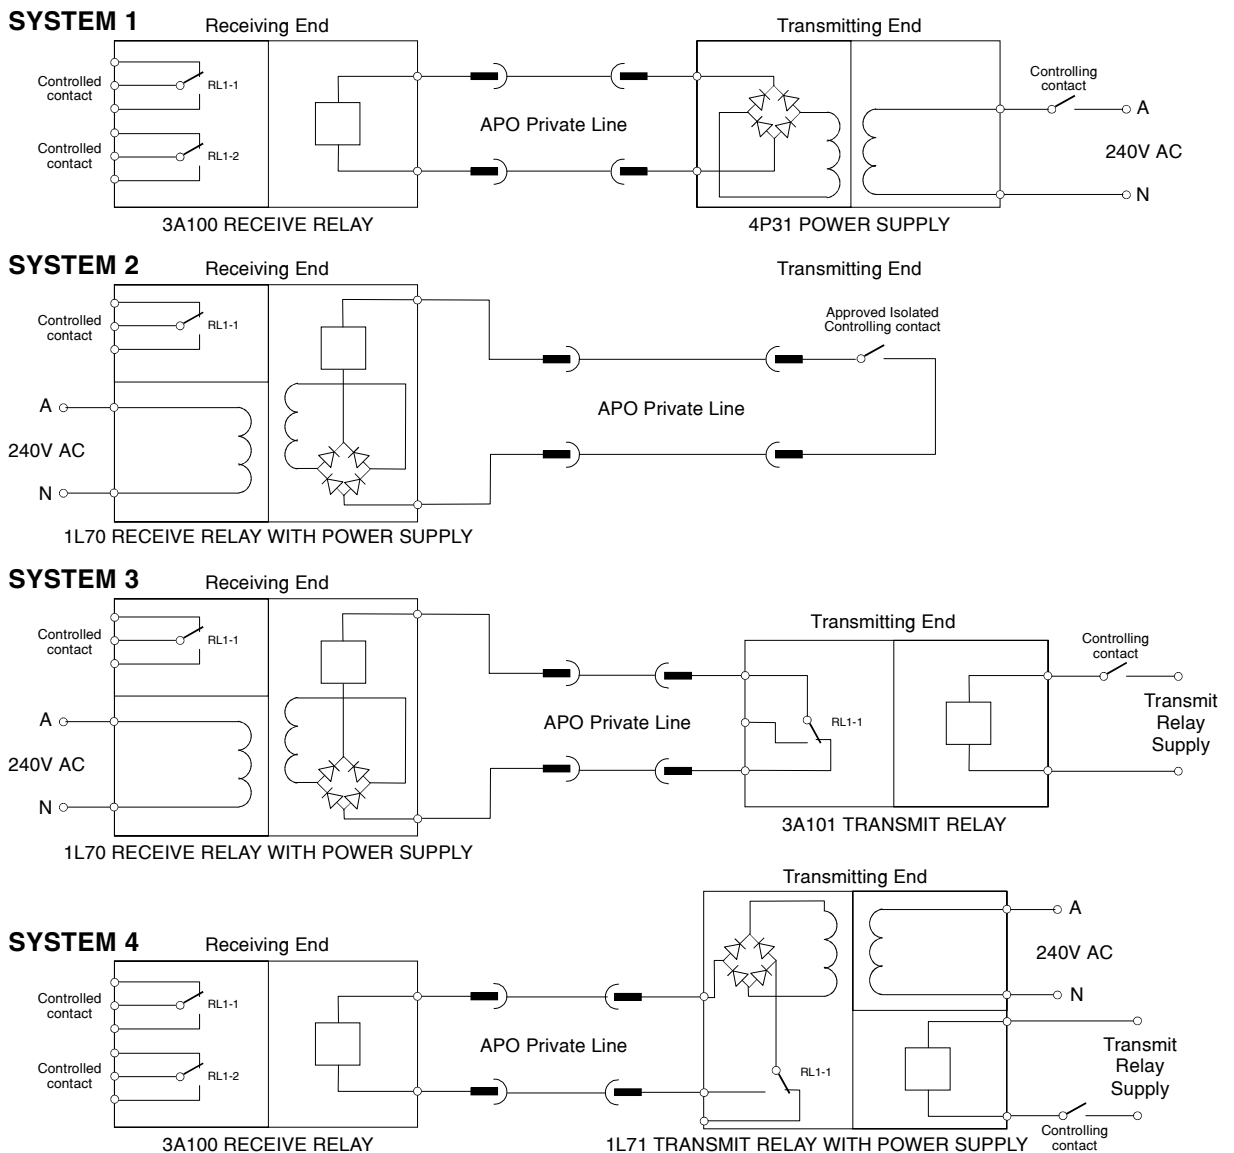 SYSTEM 1
Receiving End
Transmitting End
Controlled
contact
RL1-1
Controlled
contact
RL1-2
APO Private Line
Controlling
contact
A
240V AC
N
3A100 RECEIVE RELAY
4P31 POWER SUPPLY
SYSTEM 2
Receiving End
Transmitting End
Controlled
contact
RL1-1
Approved Isolated
Controlling contact
A
240V AC
N
APO Private Line
1L70 RECEIVE RELAY WITH POWER SUPPLY
SYSTEM 3
Receiving End
Transmitting End
Controlled
contact
RL1-1
Controlling
contact
A
240V AC
N
APO Private Line
RL1-1
Transmit
Relay
Supply
3A101 TRANSMIT RELAY
1L70 RECEIVE RELAY WITH POWER SUPPLY
Transmitting End
SYSTEM 4
Receiving End
A
240V AC
N
Controlled
contact
RL1-1
Controlled
contact
RL1-2
APO Private Line
RL1-1
Transmit
Relay
Supply
Controlling
contact
3A100 RECEIVE RELAY
1L71 TRANSMIT RELAY WITH POWER SUPPLY